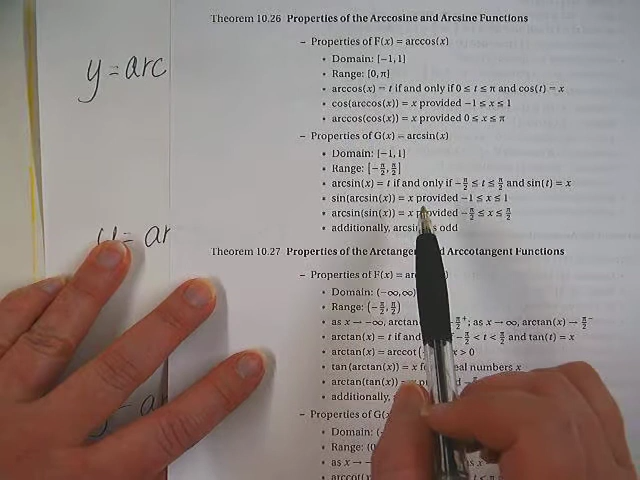 Theorem 10.26 Properties of the Arccosine and Arcsine Functions
– Properties of F(x) = arccos(x)
• Domain: [−1, 1]
• Range: [0, π]
• arccos(x) = t if and only if 0 ≤ t ≤ π and cos(t) = x
• cos(arccos(x)) = x provided −1 ≤ x ≤ 1
• arccos(cos(x)) = x provided 0 ≤ x ≤ π
– Properties of G(x) = arcsin(x)
• Domain: [−1, 1]
• Range: [−π/2, π/2]
• arcsin(x) = t if and only if −π/2 ≤ t ≤ π/2 and sin(t) = x
• sin(arcsin(x)) = x provided −1 ≤ x ≤ 1
• arcsin(sin(x)) = x provided −π/2 ≤ x ≤ π/2
• additionally, arcsin is odd
Theorem 10.27 Properties of the Arctangent and Arccotangent Functions
– Properties of F(x) =
• Domain: (−∞, ∞)
• Range: (−π/2, π/2)
• as x → −∞, π/2⁺; as x → ∞, arctan(x) → π/2⁻
• arctan(x) = t if and −π/2 < t < π/2 and tan(t) = x
• arctan(x) = x > 0
• tan(arctan(x)) = x real numbers x
• arctan(tan(x))
• additionally,
– Properties of
• Domain:
• Range:
• as x
y = arc
y = ar
y = ar